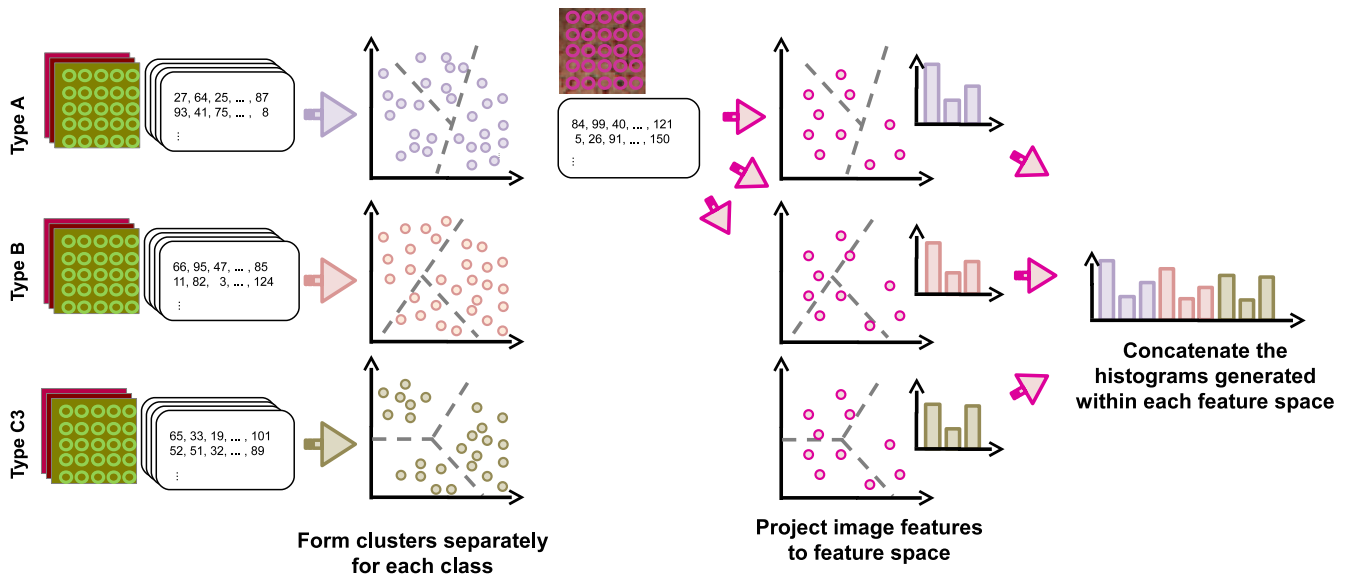 Type A
27, 64, 25, ... , 87
93, 41, 75, ... , 8
⋮
84, 99, 40, ... , 121
5, 26, 91, ... , 150
⋮
Type B
66, 95, 47, ... , 85
11, 82, 3, ... , 124
⋮
Type C3
65, 33, 19, ... , 101
52, 51, 32, ... , 89
⋮
Form clusters separately
for each class
Project image features
to feature space
Concatenate the
histograms generated
within each feature space